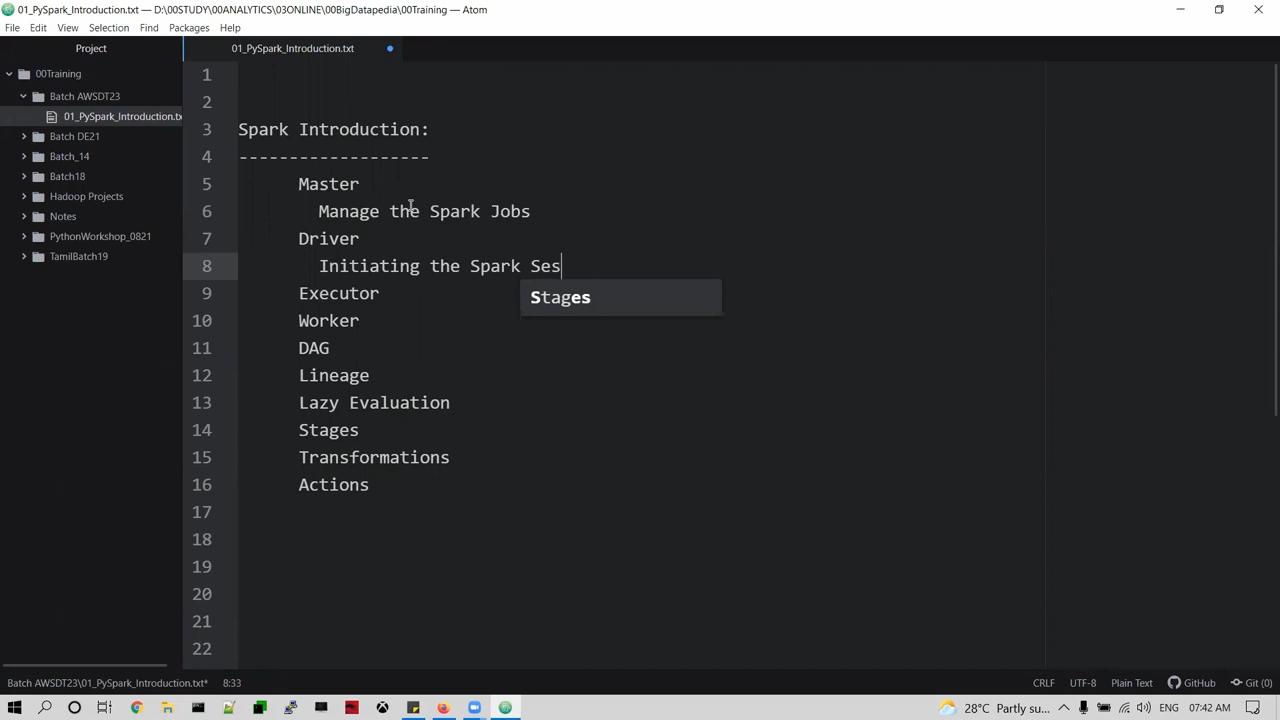 01_PySpark_Introduction.txt — D:\00STUDY\00ANALYTICS\03ONLINE\00BigDatapedia\00Training — Atom
File Edit View Selection Find Packages Help
Project
01_PySpark_Introduction.txt
00Training
Batch AWSDT23
01_PySpark_Introduction.tx
Batch DE21
Batch_14
Batch18
Hadoop Projects
Notes
PythonWorkshop_0821
TamilBatch19
1
2
3 Spark Introduction:
4 -------------------
5 Master
6 Manage the Spark Jobs
7 Driver
8 Initiating the Spark Ses
Stages
9 Executor
10 Worker
11 DAG
12 Lineage
13 Lazy Evaluation
14 Stages
15 Transformations
16 Actions
17
18
19
20
21
22
Batch AWSDT23\01_PySpark_Introduction.txt* 8:33 CRLF UTF-8 Plain Text GitHub Git (0)
28°C Partly su... 07:42 AM